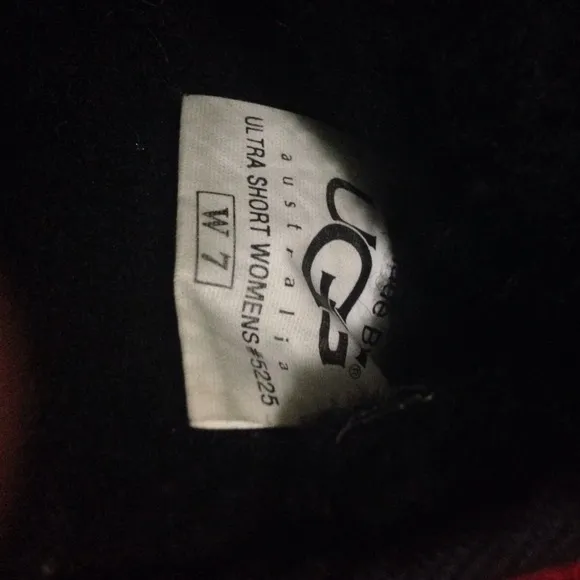 UGG®
australia
ULTRA SHORT WOMENS #5225
W 7